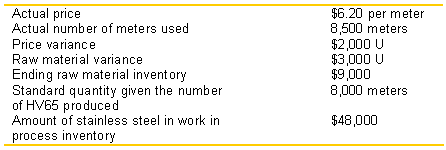 Actual price $6.20 per meter
Actual number of meters used 8,500 meters
Price variance $2,000 U
Raw material variance $3,000 U
Ending raw material inventory $9,000
Standard quantity given the number 8,000 meters
of HV65 produced
Amount of stainless steel in work in $48,000
process inventory